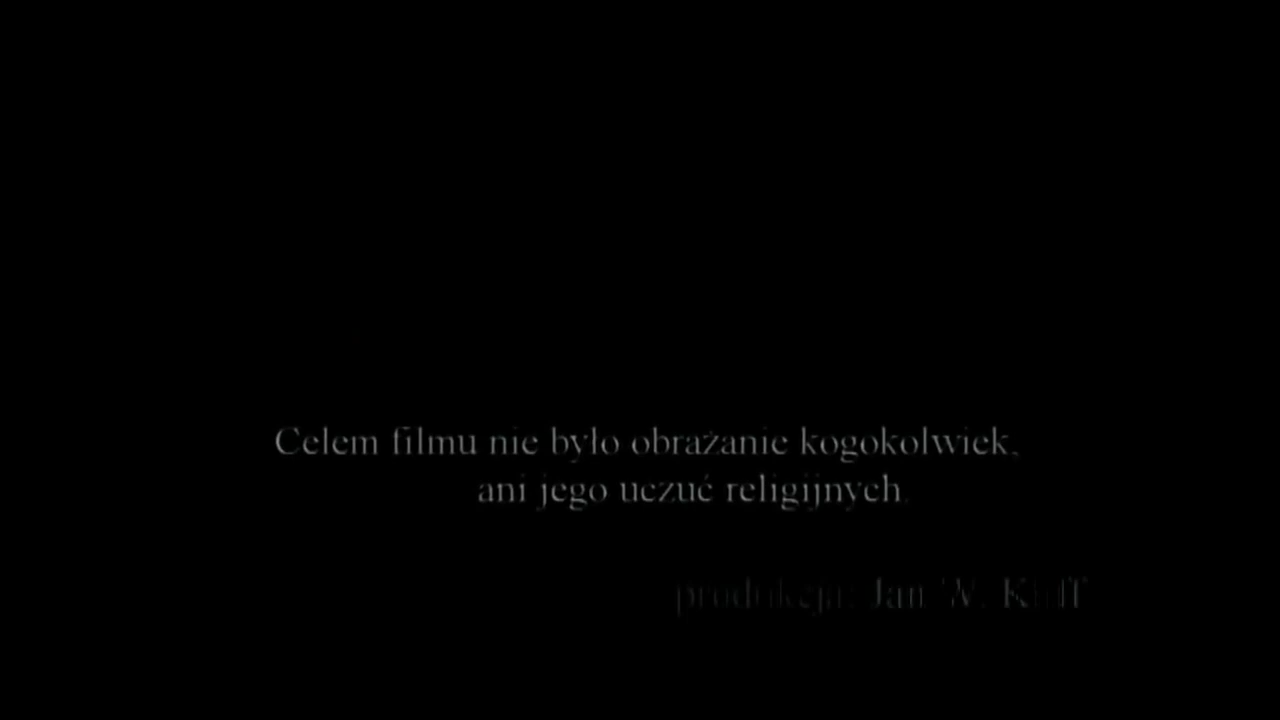 Celem filmu nie było obrażanie kogokolwiek,
ani jego uczuć religijnych.
produkcja: Jan W.